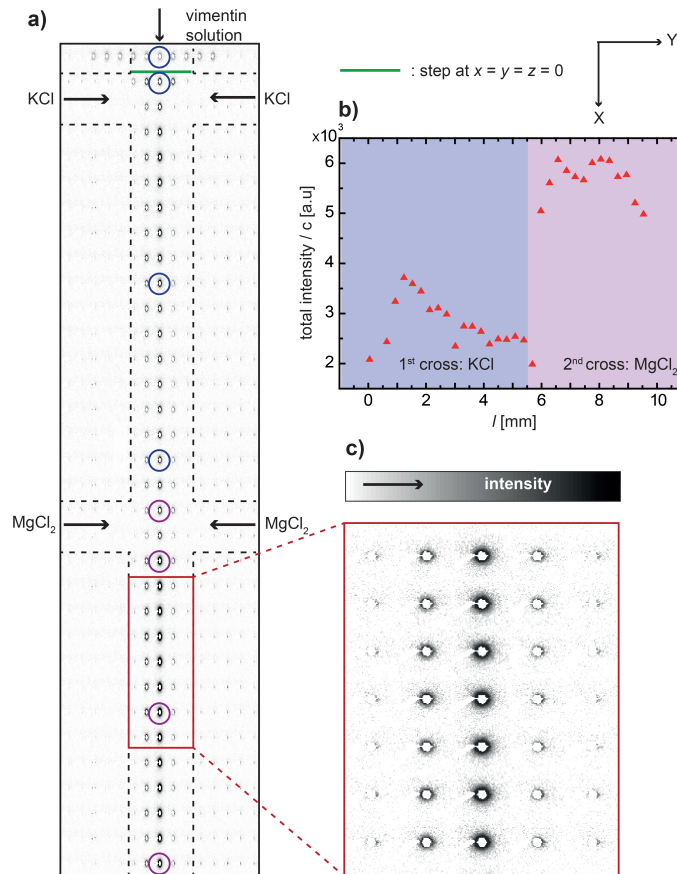 a)
vimentin
solution
KCl
KCl
MgCl₂
MgCl₂
: step at x = y = z = 0
Y
X
b)
×10³
total intensity / c [a.u]
6
5
4
3
2
1st cross: KCl
2nd cross: MgCl₂
0
2
4
6
8
10
l [mm]
c)
intensity